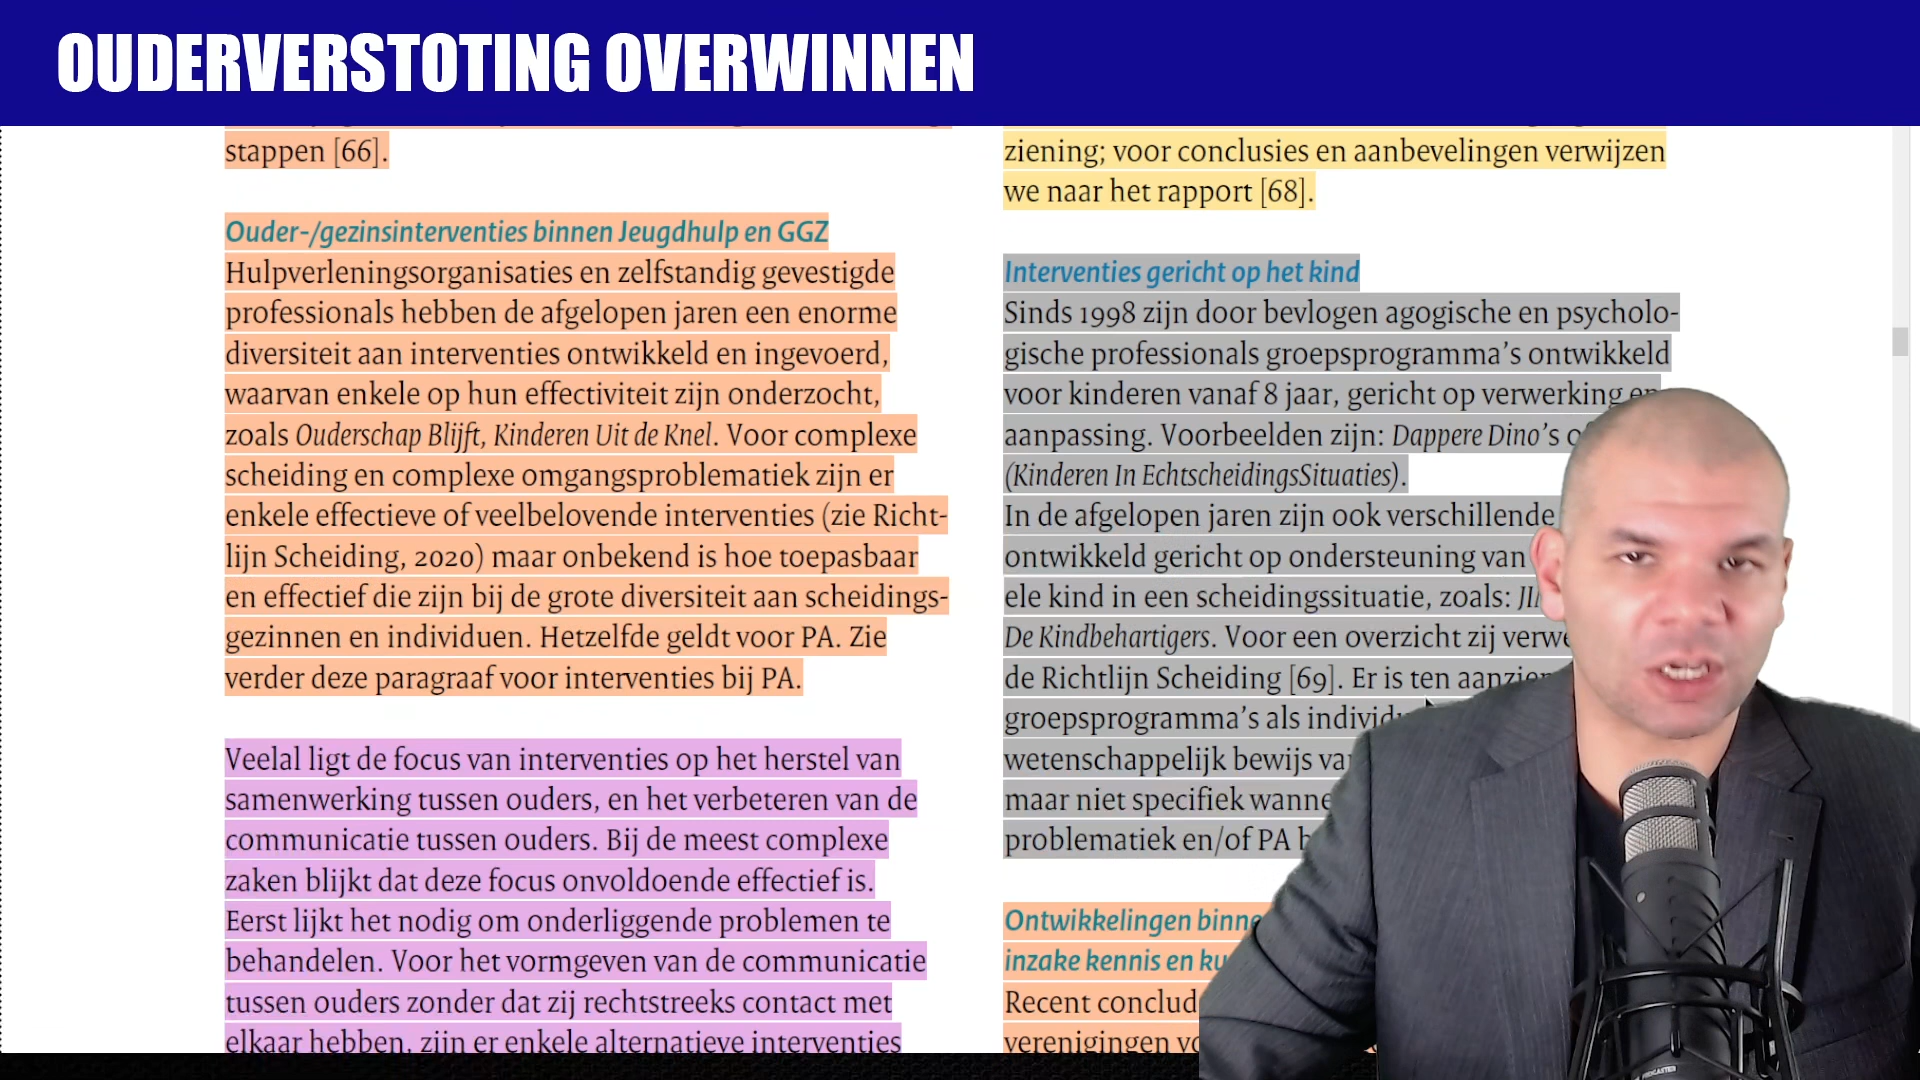 OUDERVERSTOTING OVERWINNEN
stappen [66].
Ouder-/gezinsinterventies binnen Jeugdhulp en GGZ
Hulpverleningsorganisaties en zelfstandig gevestigde
professionals hebben de afgelopen jaren een enorme
diversiteit aan interventies ontwikkeld en ingevoerd,
waarvan enkele op hun effectiviteit zijn onderzocht,
zoals Ouderschap Blijft, Kinderen Uit de Knel. Voor complexe
scheiding en complexe omgangsproblematiek zijn er
enkele effectieve of veelbelovende interventies (zie Richt-
lijn Scheiding, 2020) maar onbekend is hoe toepasbaar
en effectief die zijn bij de grote diversiteit aan scheidings-
gezinnen en individuen. Hetzelfde geldt voor PA. Zie
verder deze paragraaf voor interventies bij PA.
Veelal ligt de focus van interventies op het herstel van
samenwerking tussen ouders, en het verbeteren van de
communicatie tussen ouders. Bij de meest complexe
zaken blijkt dat deze focus onvoldoende effectief is.
Eerst lijkt het nodig om onderliggende problemen te
behandelen. Voor het vormgeven van de communicatie
tussen ouders zonder dat zij rechtstreeks contact met
elkaar hebben, zijn er enkele alternatieve interventies
ziening; voor conclusies en aanbevelingen verwijzen
we naar het rapport [68].
Interventies gericht op het kind
Sinds 1998 zijn door bevlogen agogische en psycholo-
gische professionals groepsprogramma's ontwikkeld
voor kinderen vanaf 8 jaar, gericht op verwerking en
aanpassing. Voorbeelden zijn: Dappere Dino's
(Kinderen In EchtscheidingsSituaties).
In de afgelopen jaren zijn ook verschillende
ontwikkeld gericht op ondersteuning van
ele kind in een scheidingssituatie, zoals:
De Kindbehartigers. Voor een overzicht zij
de Richtlijn Scheiding [69]. Er is ten
groepsprogramma's als
wetenschappelijk bewijs
maar niet specifiek
problematiek en/of PA
Ontwikkelingen
inzake kennis en
Recent
verenigingen